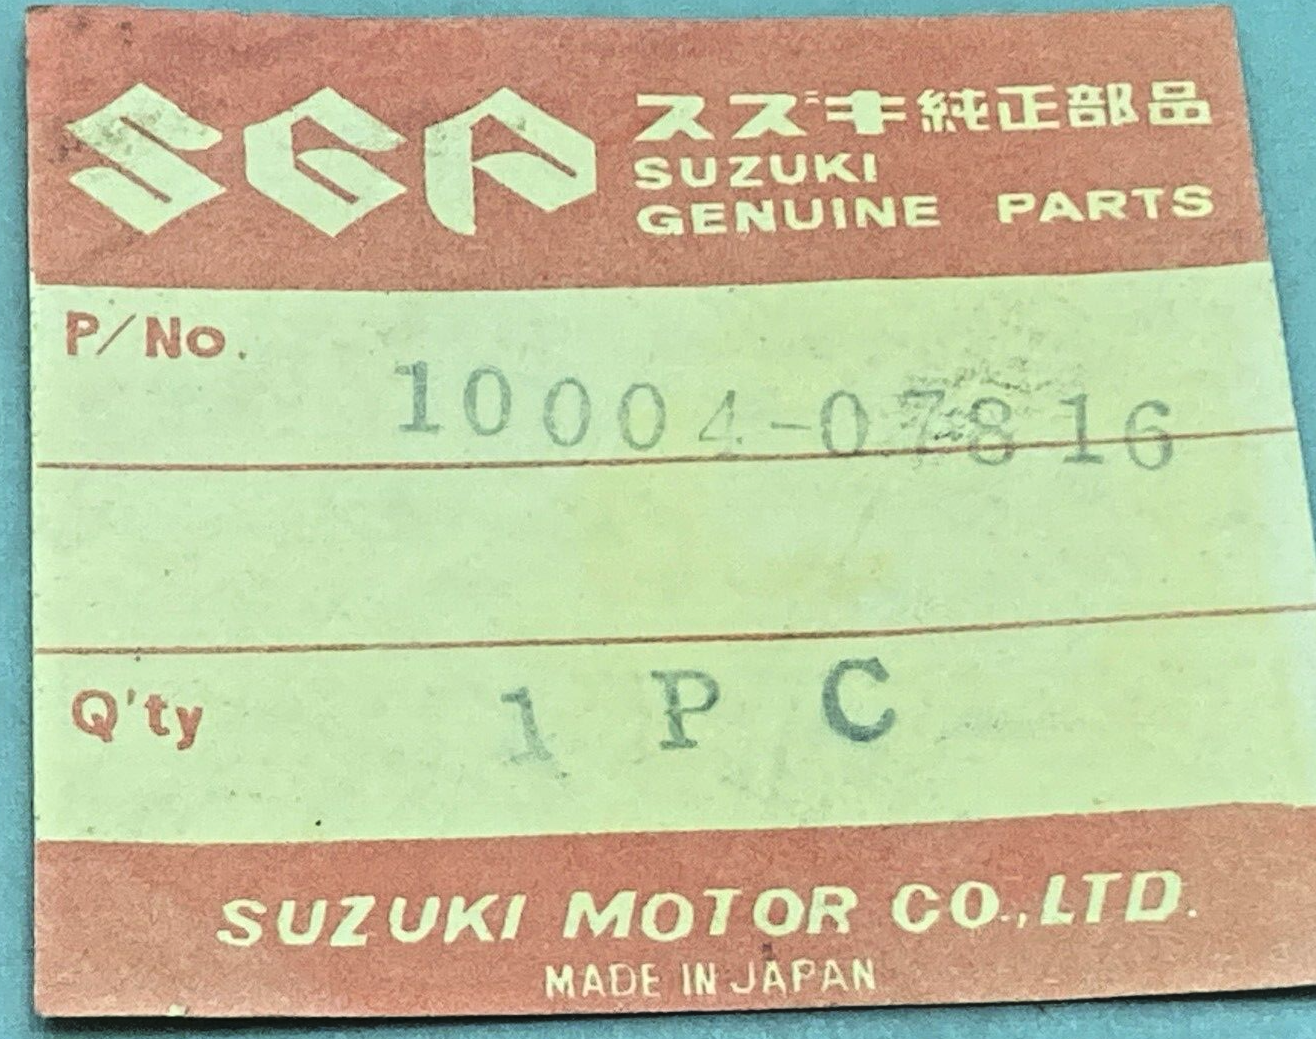 SGP
スズキ純正部品
SUZUKI
GENUINE PARTS
P/No.
10004-07816
Q'ty
1 PC
SUZUKI MOTOR CO.,LTD.
MADE IN JAPAN